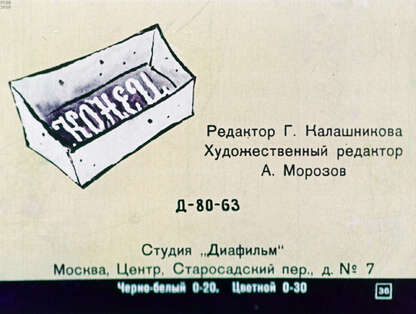 КОНЕЦ
Редактор Г. Калашникова
Художественный редактор
А. Морозов
Д-80-63
Студия „Диафильм"
Москва, Центр, Старосадский пер., д. № 7
Черно-белый 0-20. Цветной 0-30
36